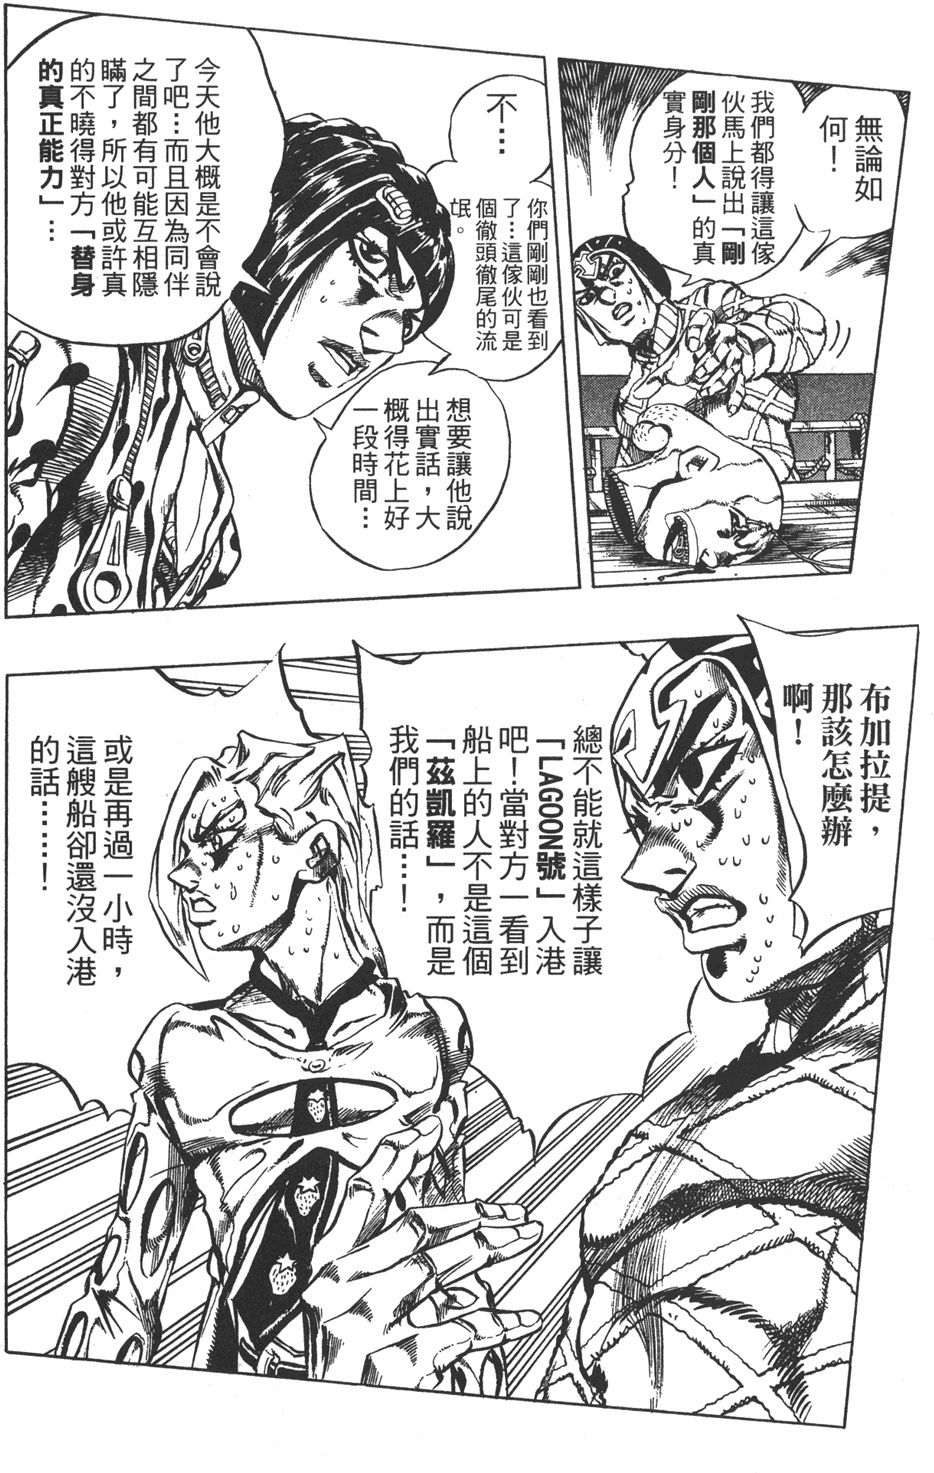 無論如
何！
我們都得讓這傢
伙馬上說出「剛
剛那個人」的真
實身分！
不…
你們剛剛也看到
了…這傢伙可是
個徹頭徹尾的流
氓。
想要讓他說
出實話，大
概得花上好
一段時間…
今天他大概是不會說
了吧…而且因為同伴
之間都有可能互相隱
瞞了，所以他或許真
的不曉得對方「替身
的真正能力」…
布加拉提，
那該怎麼辦
啊！
總不能就這樣子讓
「LAGOON號」入港
吧！當對方一看到
船上的人不是這個
「茲凱羅」，而是
我們的話…！
或是再過一小時，
這艘船卻還沒入港
的話……！